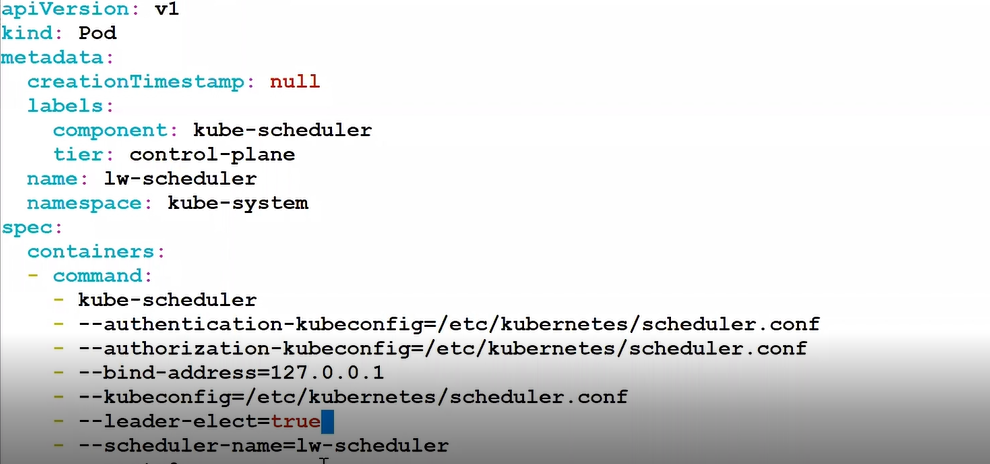 apiVersion: v1
kind: Pod
metadata:
  creationTimestamp: null
  labels:
    component: kube-scheduler
    tier: control-plane
  name: lw-scheduler
  namespace: kube-system
spec:
  containers:
  - command:
    - kube-scheduler
    - --authentication-kubeconfig=/etc/kubernetes/scheduler.conf
    - --authorization-kubeconfig=/etc/kubernetes/scheduler.conf
    - --bind-address=127.0.0.1
    - --kubeconfig=/etc/kubernetes/scheduler.conf
    - --leader-elect=true
    - --scheduler-name=lw-scheduler